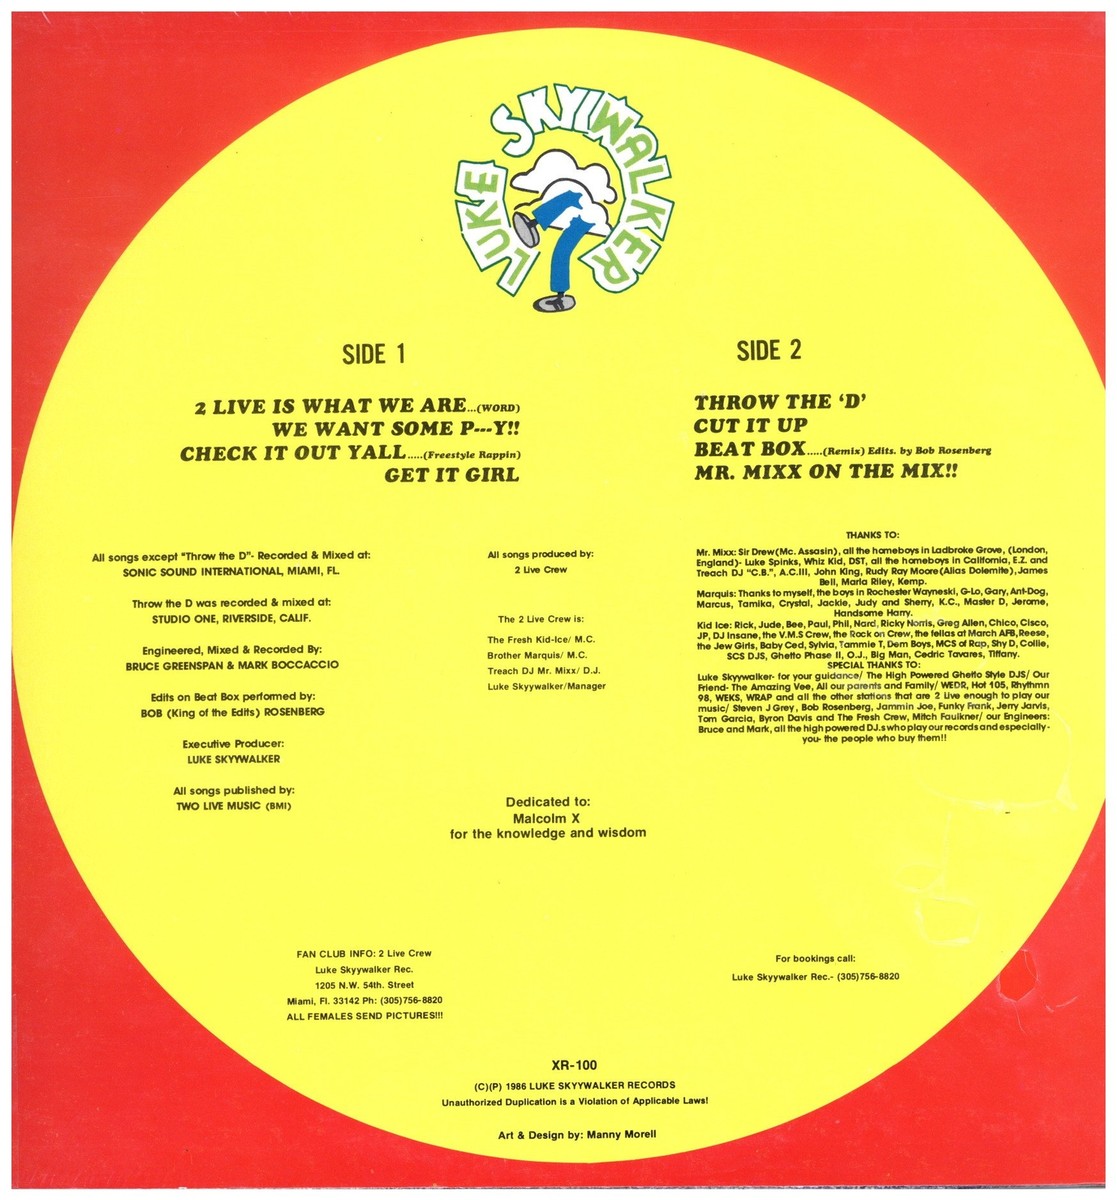 LUKE SKYYWALKER
SIDE 1
2 LIVE IS WHAT WE ARE...(WORD)
WE WANT SOME P---Y!!
CHECK IT OUT YALL.....(Freestyle Rappin)
GET IT GIRL
SIDE 2
THROW THE ‘D’
CUT IT UP
BEAT BOX.....(Remix) Edits. by Bob Rosenberg
MR. MIXX ON THE MIX!!
All songs except “Throw the D”- Recorded & Mixed at:
SONIC SOUND INTERNATIONAL, MIAMI, FL.
Throw the D was recorded & mixed at:
STUDIO ONE, RIVERSIDE, CALIF.
Engineered, Mixed & Recorded By:
BRUCE GREENSPAN & MARK BOCCACCIO
Edits on Beat Box performed by:
BOB (King of the Edits) ROSENBERG
Executive Producer:
LUKE SKYYWALKER
All songs published by:
TWO LIVE MUSIC (BMI)
All songs produced by:
2 Live Crew
The 2 Live Crew is:
The Fresh Kid-Ice/ M.C.
Brother Marquis/ M.C.
Treach DJ Mr. Mixx/ D.J.
Luke Skyywalker/Manager
THANKS TO:
Mr. Mixx: Sir Drew(Mc. Assasin), all the homeboys in Ladbroke Grove, (London,
England)- Luke Spinks, Whiz Kid, DST, all the homeboys in California, E.Z. and
Treach DJ “C.B.”, A.C.III, John King, Rudy Ray Moore(Alias Dolemite), James
Bell, Marla Riley, Kemp.
Marquis: Thanks to myself, the boys in Rochester Wayneski, G-Lo, Gary, Ant-Dog,
Marcus, Tamika, Crystal, Jackie, Judy and Sherry, K.C., Master D, Jerome,
Handsome Harry.
Kid Ice: Rick, Jude, Bee, Paul, Phil, Nard, Ricky Norris, Greg Allen, Chico, Cisco,
JP, DJ Insane, the V.M.S Crew, the Rock on Crew, the fellas at March AFB, Reese,
the Jew Girls, Baby Ced, Sylvia, Tammie T, Dem Boys, MCS of Rap, Shy D, Collie,
SCS DJS, Ghetto Phase II, O.J., Big Man, Cedric Tavares, Tiffany.
SPECIAL THANKS TO:
Luke Skyywalker- for your guidance/ The High Powered Ghetto Style DJS/ Our
Friend- The Amazing Vee, All our parents and Family/ WEDR, Hot 105, Rhythmn
98, WEKS, WRAP and all the other stations that are 2 Live enough to play our
music/ Steven J Grey, Bob Rosenberg, Jammin Joe, Funky Frank, Jerry Jarvis,
Tom Garcia, Byron Davis and The Fresh Crew, Mitch Faulkner/ our Engineers:
Bruce and Mark, all the high powered DJ.s who play our records and especially-
you- the people who buy them!!
Dedicated to:
Malcolm X
for the knowledge and wisdom
FAN CLUB INFO: 2 Live Crew
Luke Skyywalker Rec.
1205 N.W. 54th. Street
Miami, Fl. 33142 Ph: (305)756-8820
ALL FEMALES SEND PICTURES!!!
For bookings call:
Luke Skyywalker Rec.- (305)756-8820
XR-100
(C)(P) 1986 LUKE SKYYWALKER RECORDS
Unauthorized Duplication is a Violation of Applicable Laws!
Art & Design by: Manny Morell